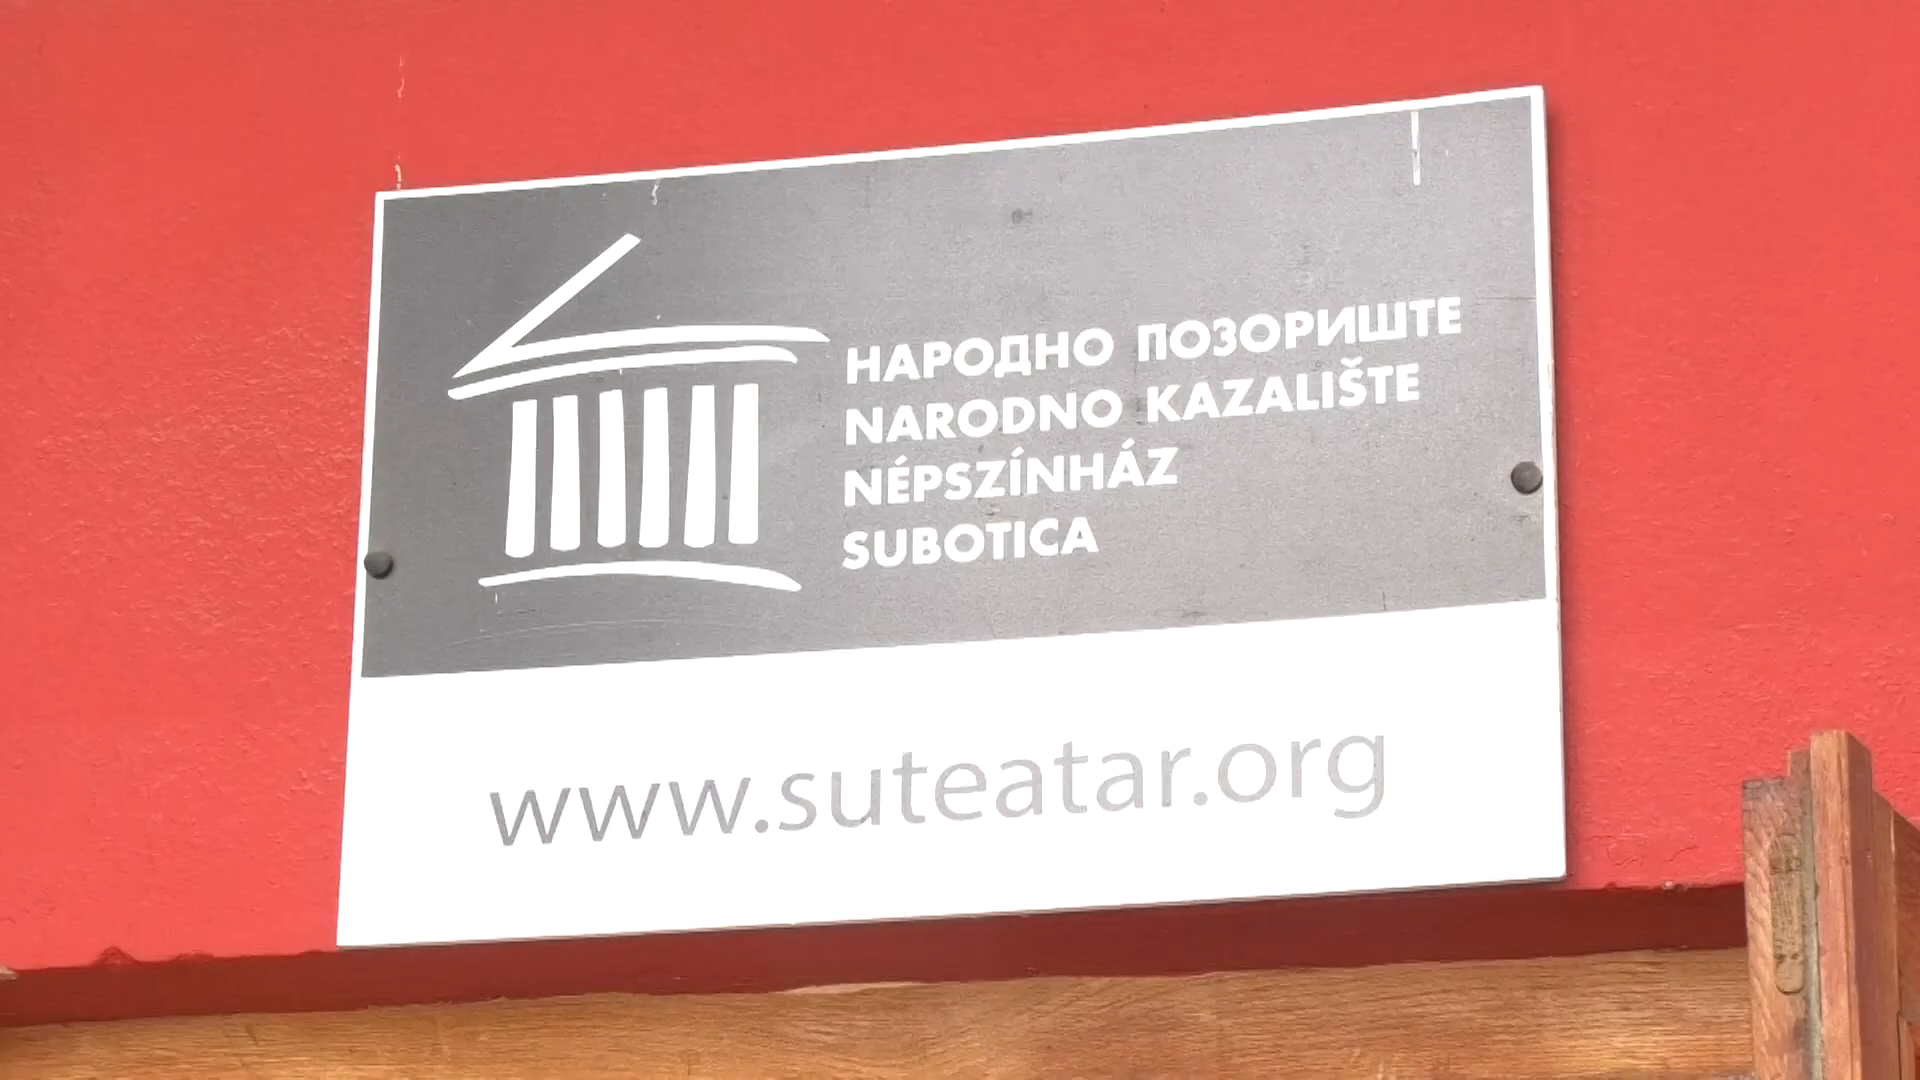 НАРОДНО ПОЗОРИШТЕ
NARODNO KAZALIŠTE
NÉPSZÍNHÁZ
SUBOTICA
www.suteatar.org